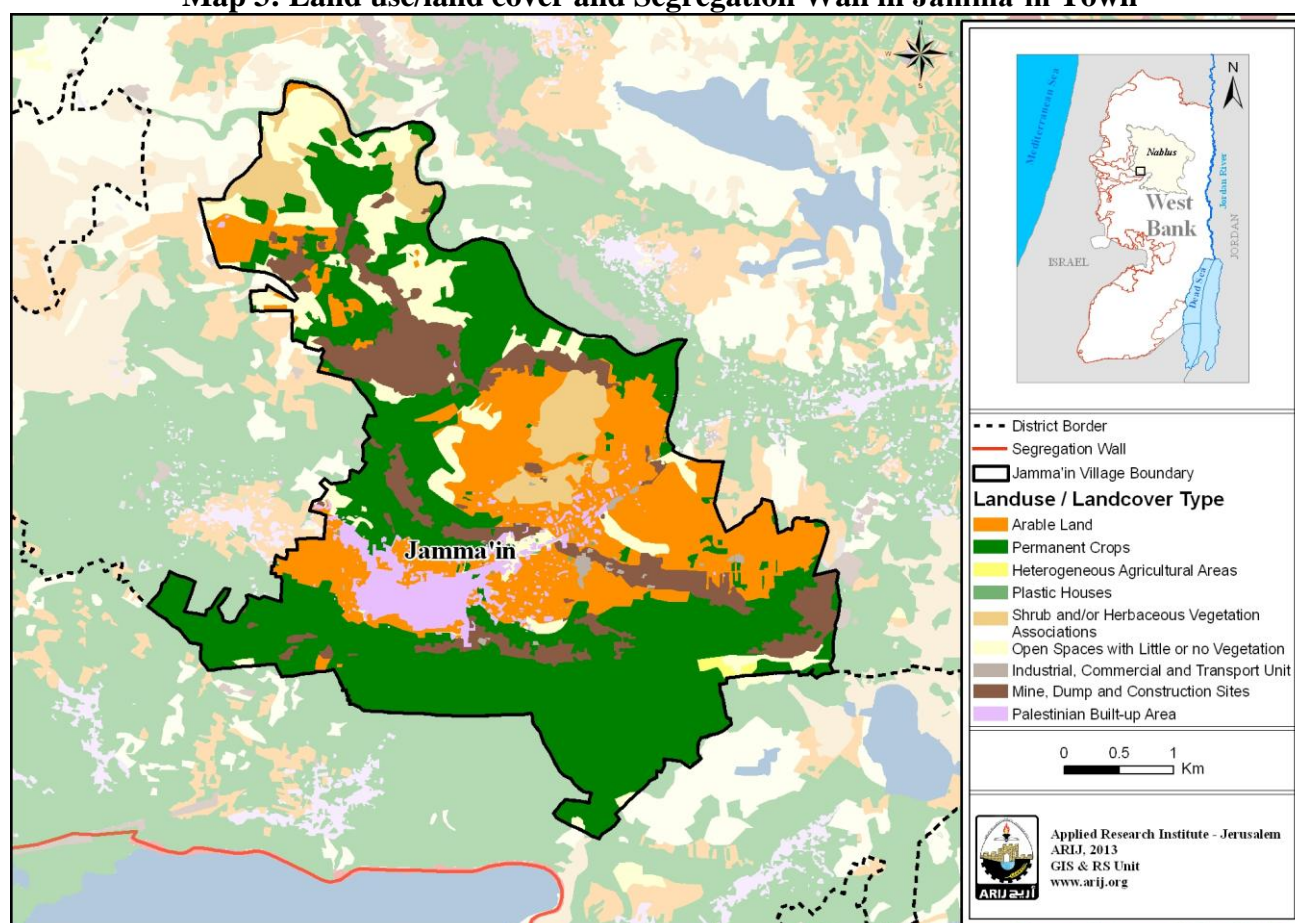 Map 3: Land use/land cover and Segregation Wall in Jamma'in Town
N
W
E
S
Jamma'in
N
Mediterranean Sea
Nablus
West
Bank
Jordan River
ISRAEL
JORDAN
Dead Sea
District Border
Segregation Wall
Jamma'in Village Boundary
Landuse / Landcover Type
Arable Land
Permanent Crops
Heterogeneous Agricultural Areas
Plastic Houses
Shrub and/or Herbaceous Vegetation
Associations
Open Spaces with Little or no Vegetation
Industrial, Commercial and Transport Unit
Mine, Dump and Construction Sites
Palestinian Built-up Area
0 0.5 1
Km
Applied Research Institute - Jerusalem
ARIJ, 2013
GIS & RS Unit
www.arij.org
ARIJ أريج